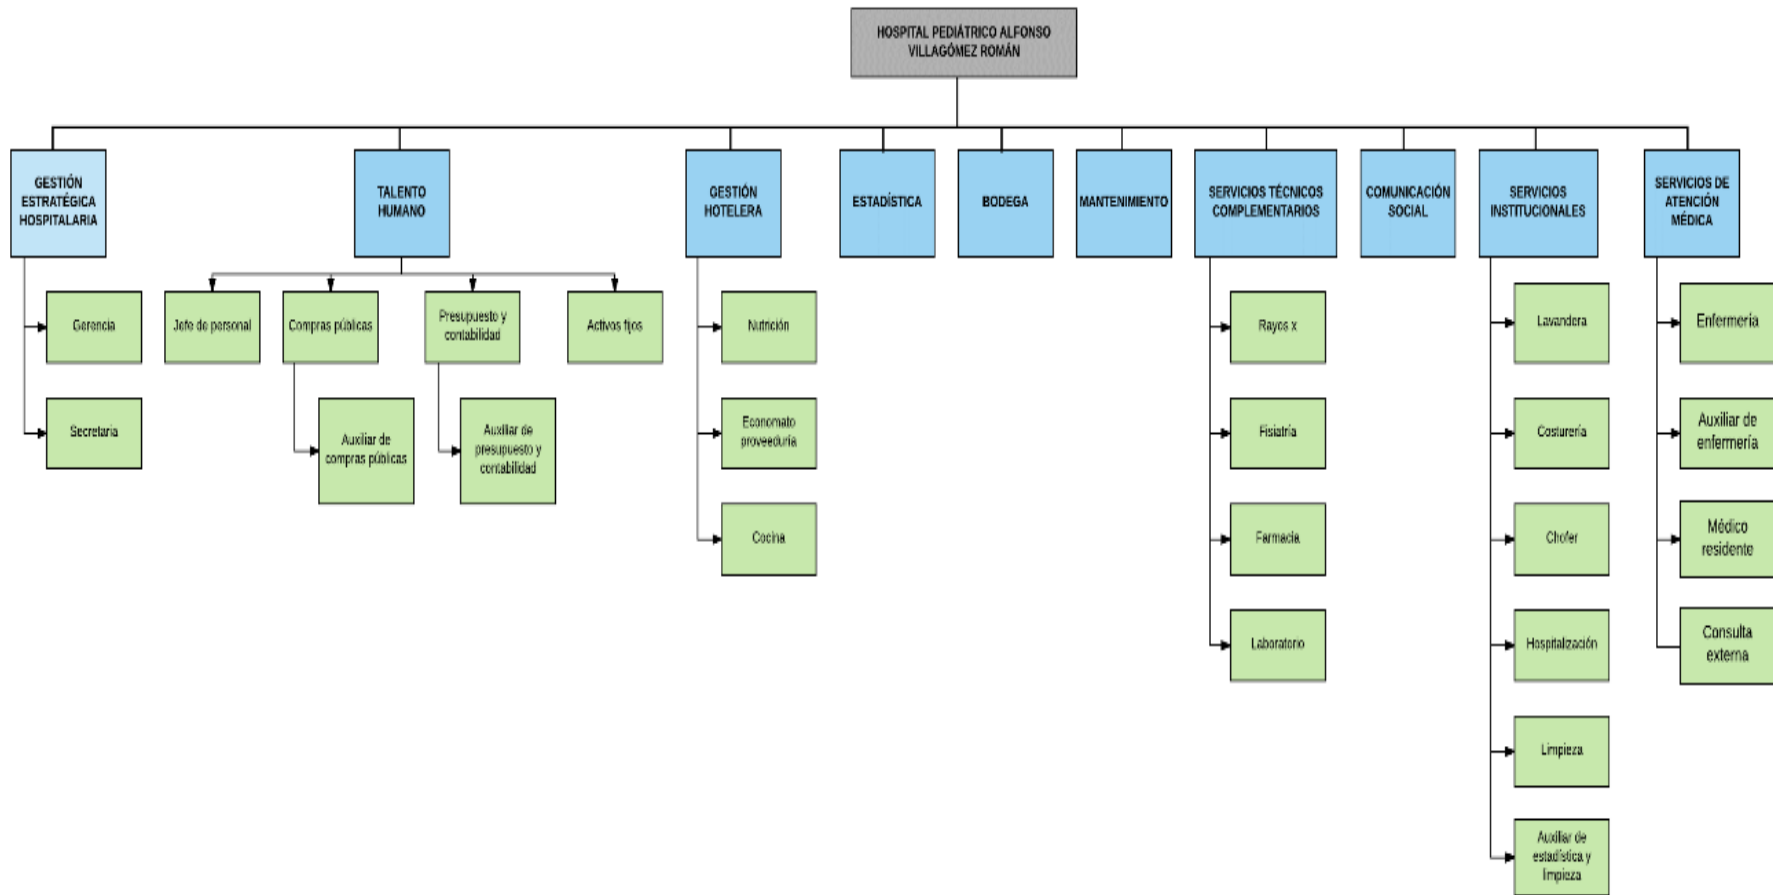 HOSPITAL PEDIÁTRICO ALFONSO
VILLAGÓMEZ ROMÁN
GESTIÓN
ESTRATÉGICA
HOSPITALARIA
TALENTO
HUMANO
GESTIÓN
HOTELERA
ESTADÍSTICA
BODEGA
MANTENIMIENTO
SERVICIOS TÉCNICOS
COMPLEMENTARIOS
COMUNICACIÓN
SOCIAL
SERVICIOS
INSTITUCIONALES
SERVICIOS DE
ATENCIÓN
MÉDICA
Gerencia
Secretaria
Jefe de personal
Compras públicas
Presupuesto y
contabilidad
Activos fijos
Auxiliar de
compras públicas
Auxiliar de
presupuesto y
contabilidad
Nutrición
Economato
proveeduría
Cocina
Rayos x
Fisiatría
Farmacia
Laboratorio
Lavandera
Costurería
Chofer
Hospitalización
Limpieza
Auxiliar de
estadística y
limpieza
Enfermería
Auxiliar de
enfermería
Médico
residente
Consulta
externa